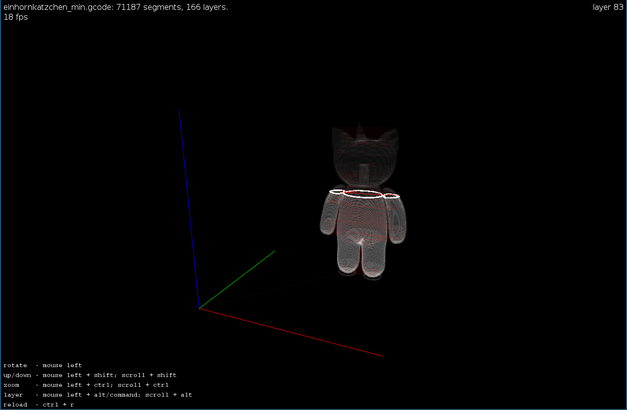 einhornkatzchen_min.gcode: 71187 segments, 166 layers.
layer 83
18 fps
rotate - mouse left
up/down - mouse left + shift; scroll + shift
zoom - mouse left + ctrl; scroll + ctrl
layer - mouse left + alt/command; scroll + alt
reload - ctrl + r